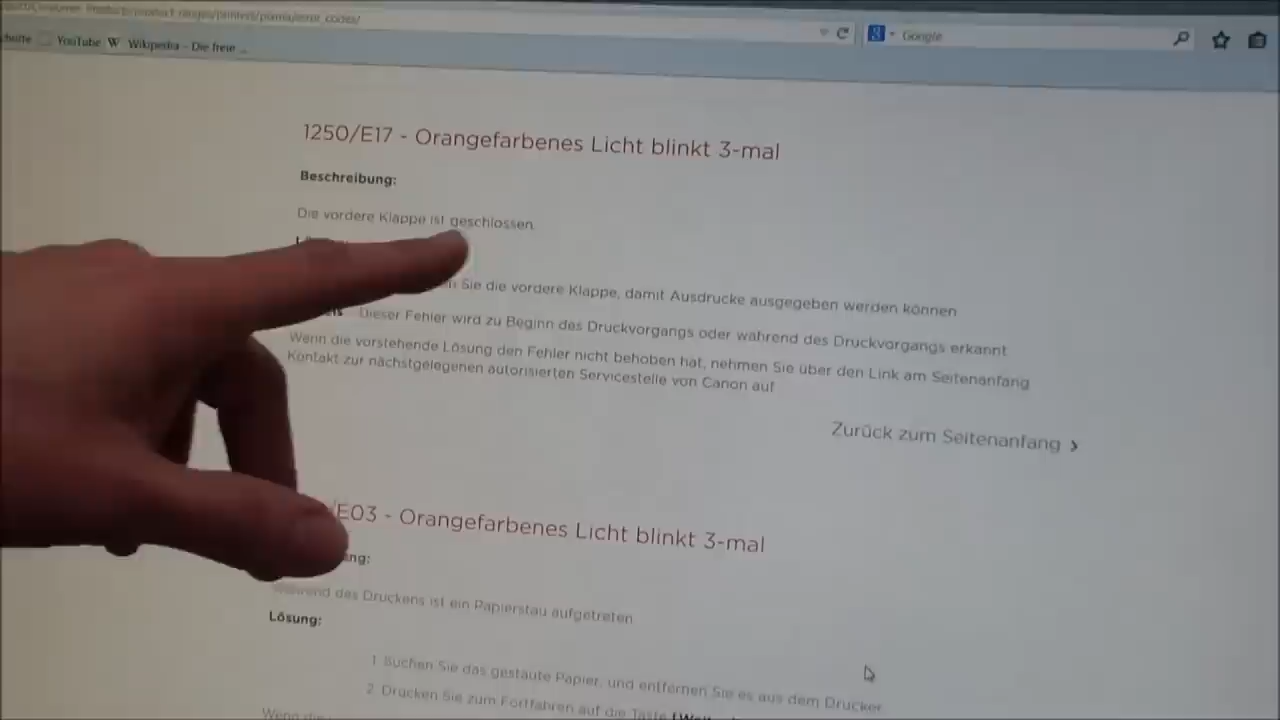 YouTube W Wikipedia - Die freie ...
Google
1250/E17 - Orangefarbenes Licht blinkt 3-mal
Beschreibung:
Die vordere Klappe ist geschlossen
Sie die vordere Klappe, damit Ausdrucke ausgegeben werden können
Dieser Fehler wird zu Beginn des Druckvorgangs oder während des Druckvorgangs erkannt
Wenn die vorstehende Lösung den Fehler nicht behoben hat, nehmen Sie über den Link am Seitenanfang
Kontakt zur nächstgelegenen autorisierten Servicestelle von Canon auf
Zurück zum Seitenanfang >
/E03 - Orangefarbenes Licht blinkt 3-mal
des Druckens ist ein Papierstau aufgetreten
Lösung:
1. Suchen Sie das gestaute Papier, und entfernen Sie es aus dem Drucker
2. Drücken Sie zum Fortfahren auf die Taste
Wenn